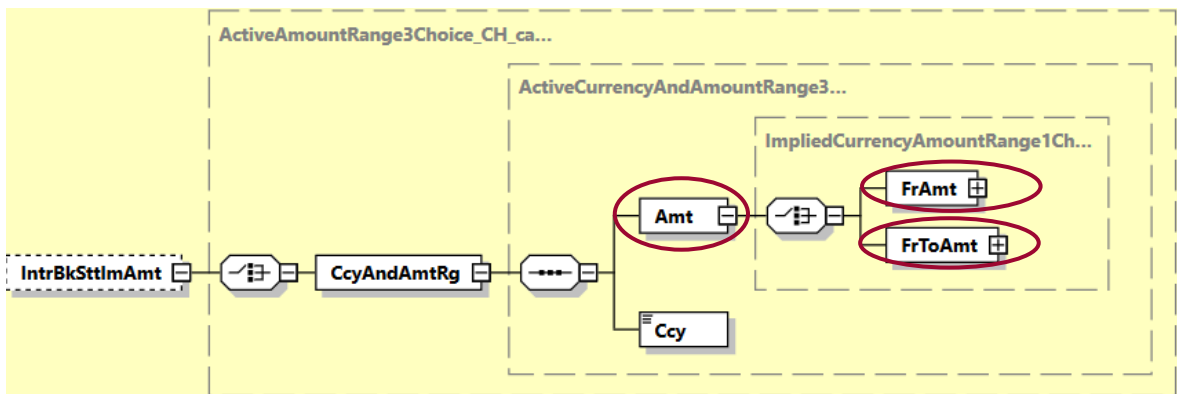 ActiveAmountRange3Choice_CH_ca...
ActiveCurrencyAndAmountRange3...
ImpliedCurrencyAmountRange1Ch...
FrAmt
Amt
FrToAmt
IntrBkSttlmAmt
CcyAndAmtRg
Ccy